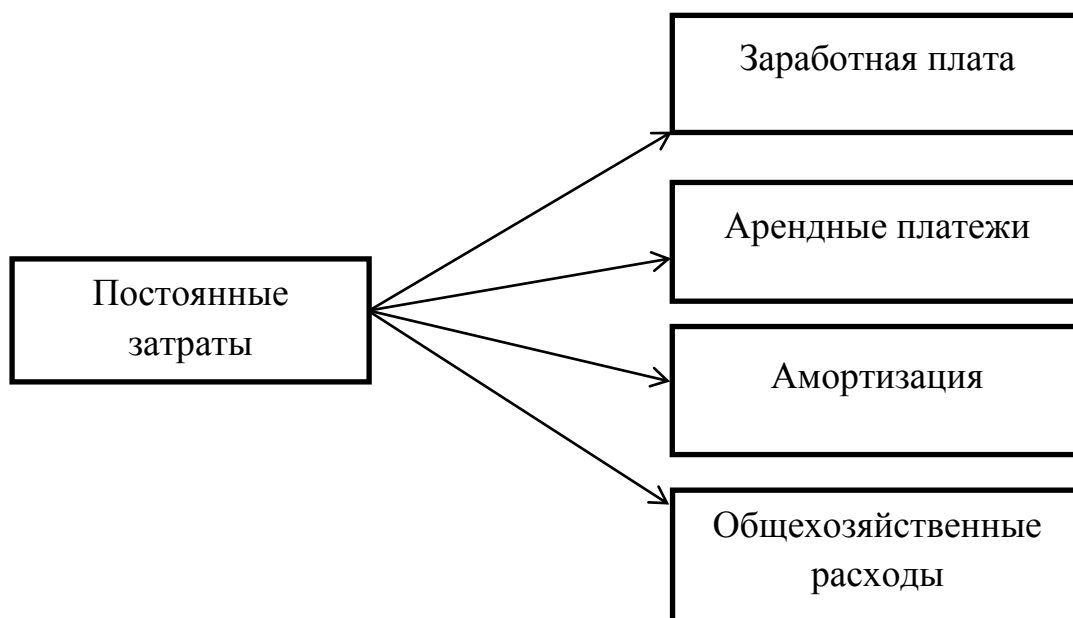 Заработная плата
Арендные платежи
Постоянные
затраты
Амортизация
Общехозяйственные
расходы